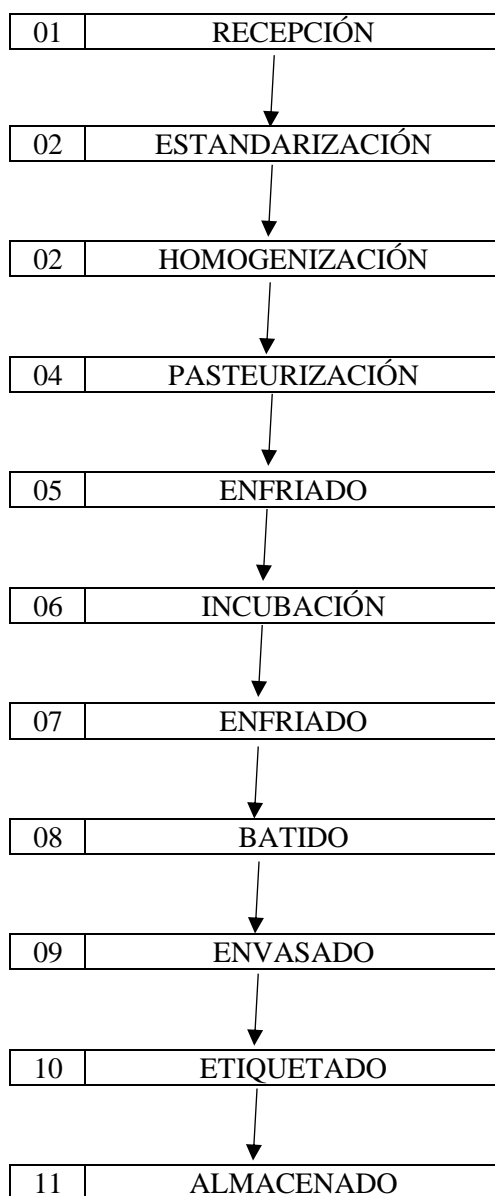 01 RECEPCIÓN
02 ESTANDARIZACIÓN
02 HOMOGENIZACIÓN
04 PASTEURIZACIÓN
05 ENFRIADO
06 INCUBACIÓN
07 ENFRIADO
08 BATIDO
09 ENVASADO
10 ETIQUETADO
11 ALMACENADO